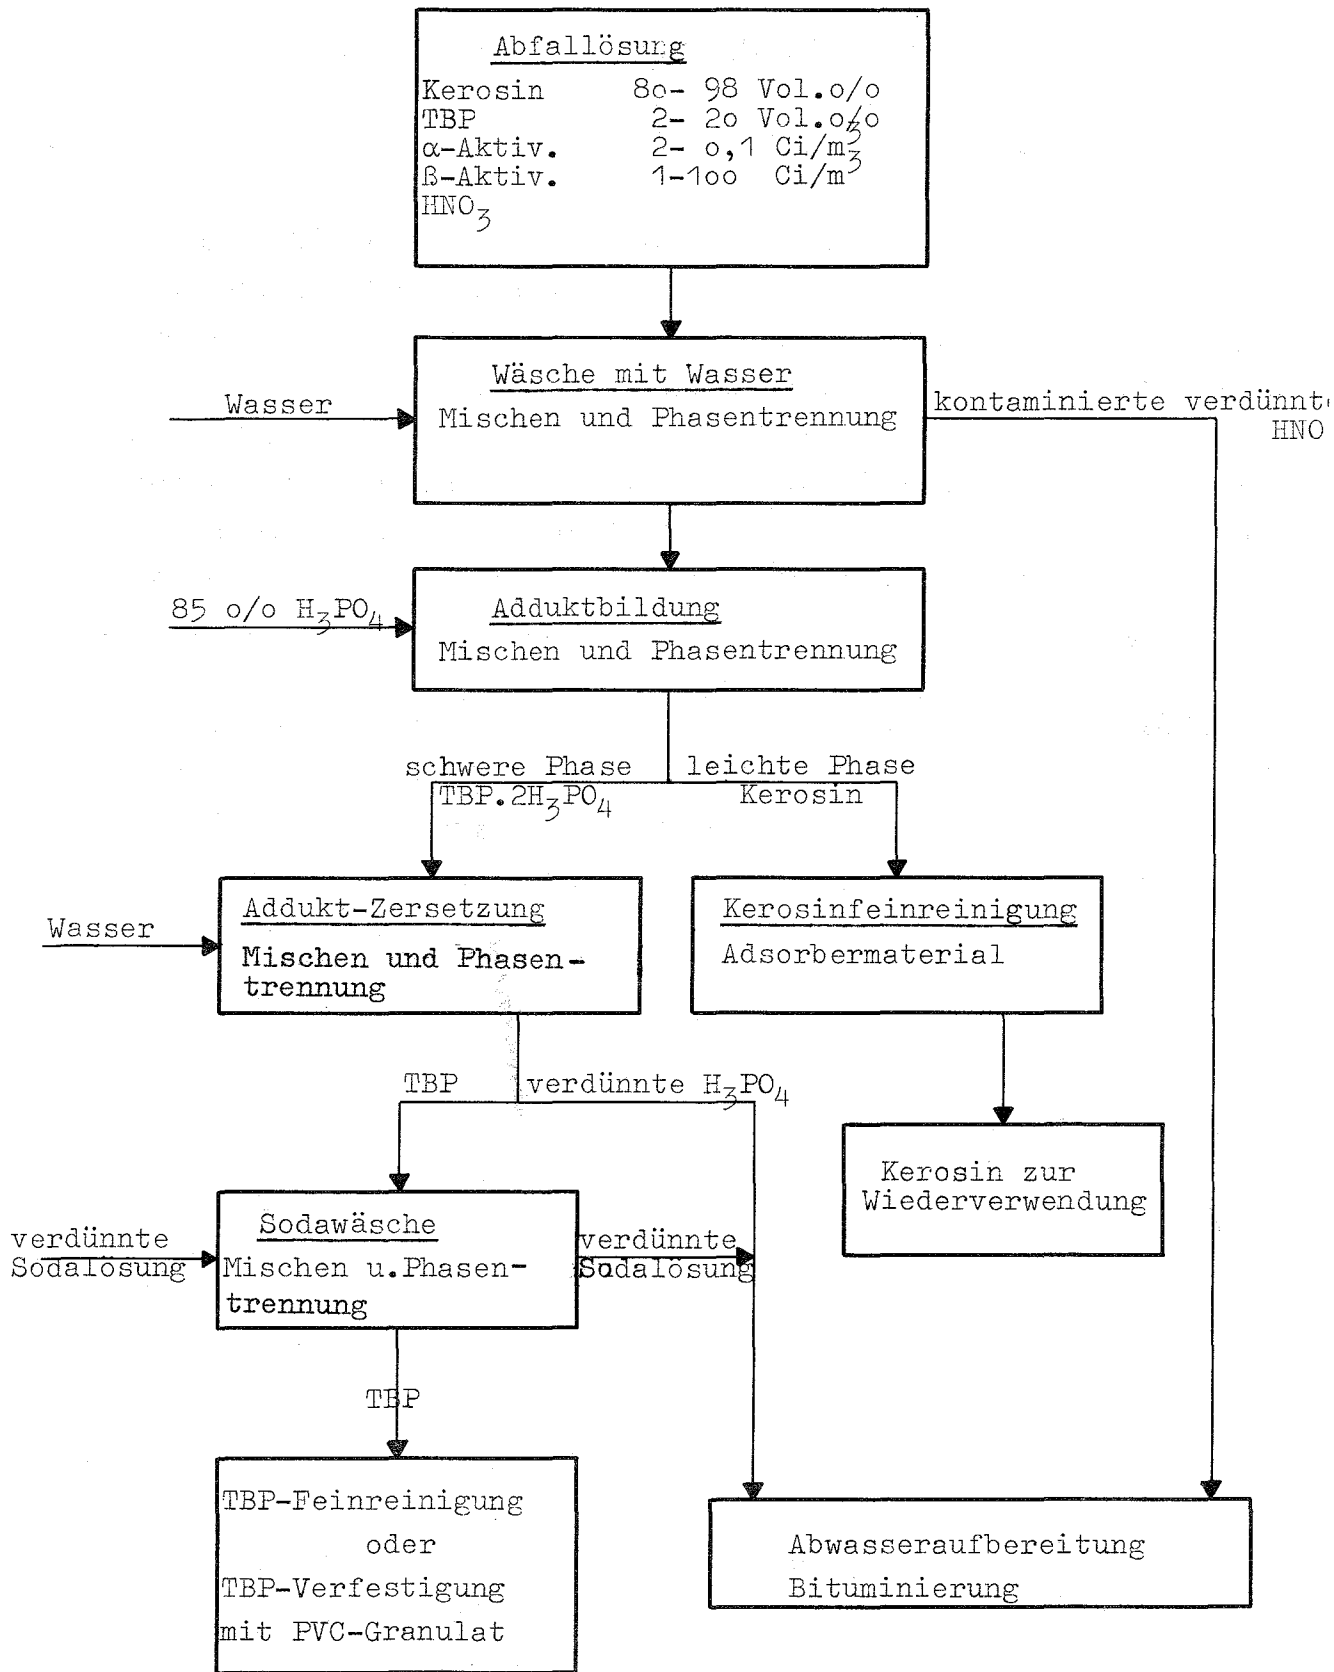 Abfallösung
Kerosin 80- 98 Vol.o/o
TBP 2- 2o Vol.o/o
α-Aktiv. 2- 0,1 Ci/m³
ß-Aktiv. 1-100 Ci/m³
HNO₃
Wäsche mit Wasser
Mischen und Phasentrennung
Wasser
kontaminierte verdünnte
HNO
85 o/o H₃PO₄
Adduktbildung
Mischen und Phasentrennung
schwere Phase
TBP.2H₃PO₄
leichte Phase
Kerosin
Wasser
Addukt-Zersetzung
Mischen und Phasen-
trennung
Kerosinfeinreinigung
Adsorbermaterial
TBP
verdünnte H₃PO₄
Kerosin zur
Wiederverwendung
verdünnte
Sodalösung
Sodawäsche
Mischen u.Phasen-
trennung
verdünnte
Sodalösung
TBP
TBP-Feinreinigung
oder
TBP-Verfestigung
mit PVC-Granulat
Abwasseraufbereitung
Bituminierung